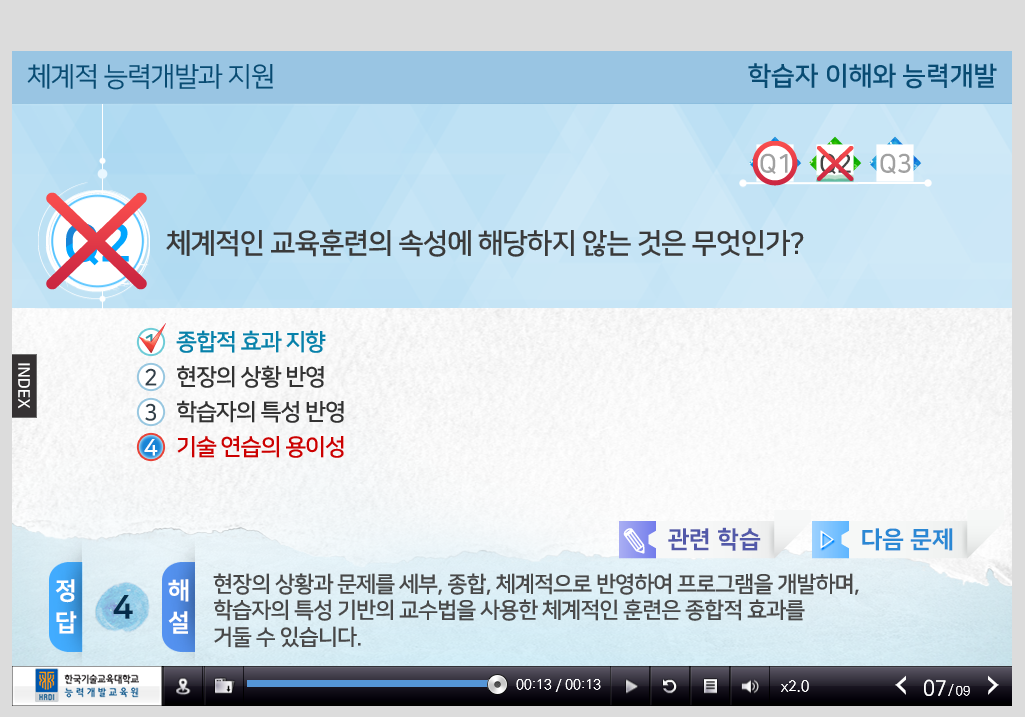 체계적 능력개발과 지원
학습자 이해와 능력개발
Q1 Q2 Q3
Q2 체계적인 교육훈련의 속성에 해당하지 않는 것은 무엇인가?
1 종합적 효과 지향
2 현장의 상황 반영
3 학습자의 특성 반영
4 기술 연습의 용이성
INDEX
관련 학습
다음 문제
정답
4
해설
현장의 상황과 문제를 세부, 종합, 체계적으로 반영하여 프로그램을 개발하며,
학습자의 특성 기반의 교수법을 사용한 체계적인 훈련은 종합적 효과를
거둘 수 있습니다.
HRDI
한국기술교육대학교
능력개발교육원
00:13 / 00:13
x2.0
07/09